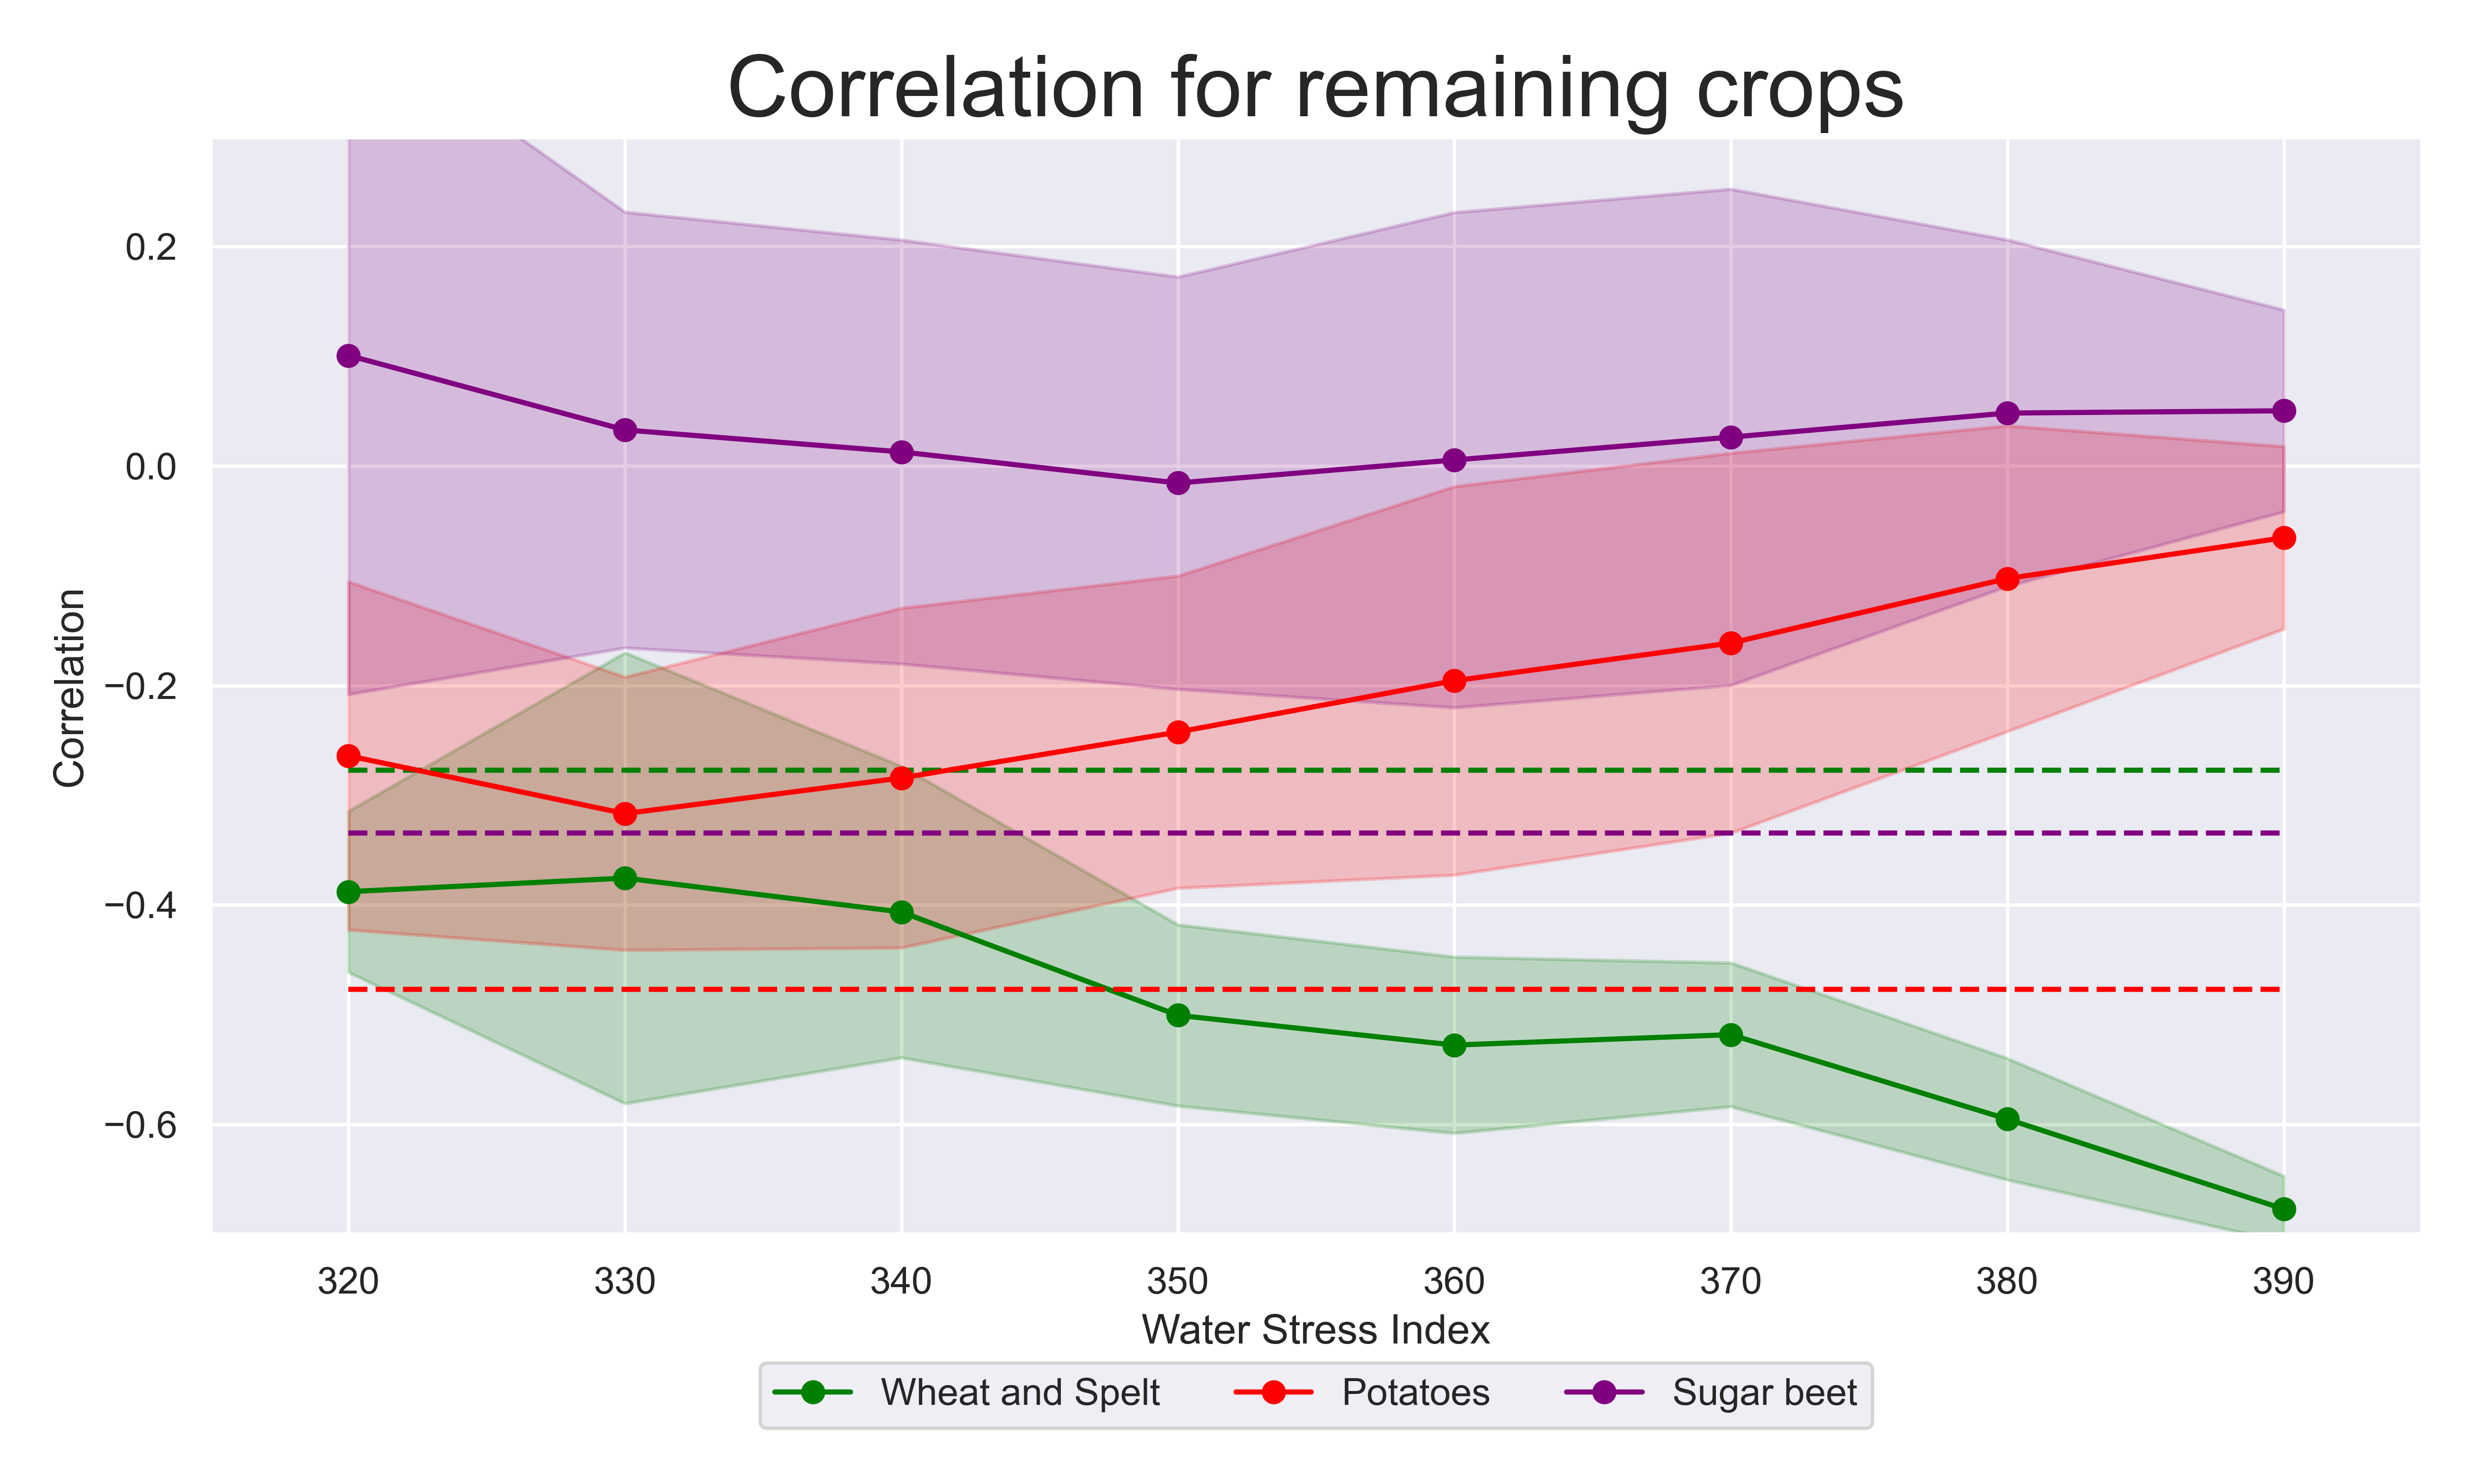 Correlation for remaining crops
0.2
0.0
−0.2
−0.4
−0.6
Correlation
320 330 340 350 360 370 380 390
Water Stress Index
Wheat and Spelt Potatoes Sugar beet